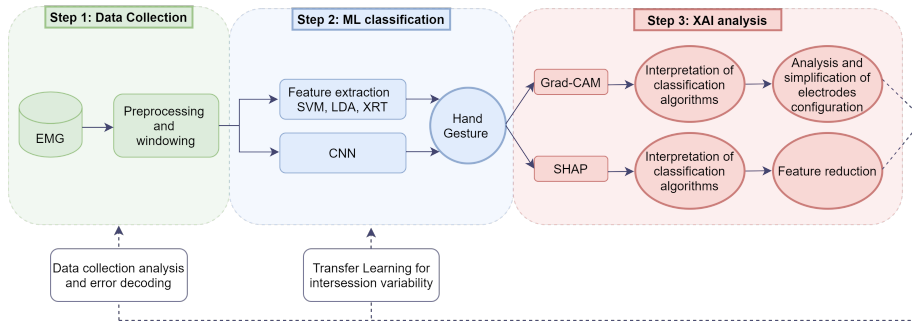 Step 1: Data Collection
Step 2: ML classification
Step 3: XAI analysis
EMG
Preprocessing
and
windowing
Feature extraction
SVM, LDA, XRT
CNN
Hand
Gesture
Grad-CAM
Interpretation of
classification
algorithms
Analysis and
simplification of
electrodes
configuration
SHAP
Interpretation of
classification
algorithms
Feature reduction
Data collection analysis
and error decoding
Transfer Learning for
intersession variability